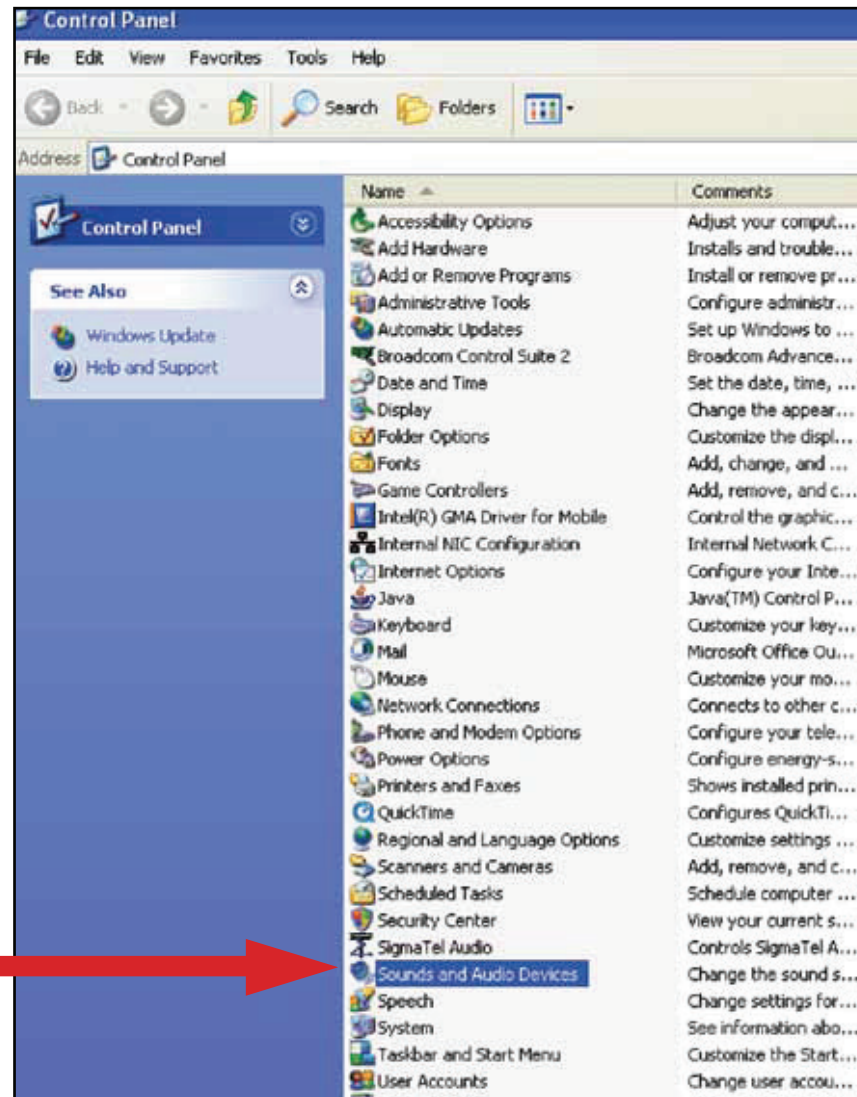 Control Panel
File Edit View Favorites Tools Help
Back Search Folders
Address Control Panel
Control Panel
See Also
Windows Update
Help and Support
Name Comments
Accessibility Options Adjust your comput...
Add Hardware Installs and trouble...
Add or Remove Programs Install or remove pr...
Administrative Tools Configure administr...
Automatic Updates Set up Windows to ...
Broadcom Control Suite 2 Broadcom Advance...
Date and Time Set the date, time, ...
Display Change the appear...
Folder Options Customize the displ...
Fonts Add, change, and ...
Game Controllers Add, remove, and c...
Intel(R) GMA Driver for Mobile Control the graphic...
Internal NIC Configuration Internal Network C...
Internet Options Configure your Inte...
Java Java(TM) Control P...
Keyboard Customize your key...
Mail Microsoft Office Ou...
Mouse Customize your mo...
Network Connections Connects to other c...
Phone and Modem Options Configure your tele...
Power Options Configure energy-s...
Printers and Faxes Shows installed prin...
QuickTime Configures QuickTi...
Regional and Language Options Customize settings ...
Scanners and Cameras Add, remove, and c...
Scheduled Tasks Schedule computer ...
Security Center View your current s...
SigmaTel Audio Controls SigmaTel A...
Sounds and Audio Devices Change the sound s...
Speech Change settings for...
System See information abo...
Taskbar and Start Menu Customize the Start...
User Accounts Change user accou...